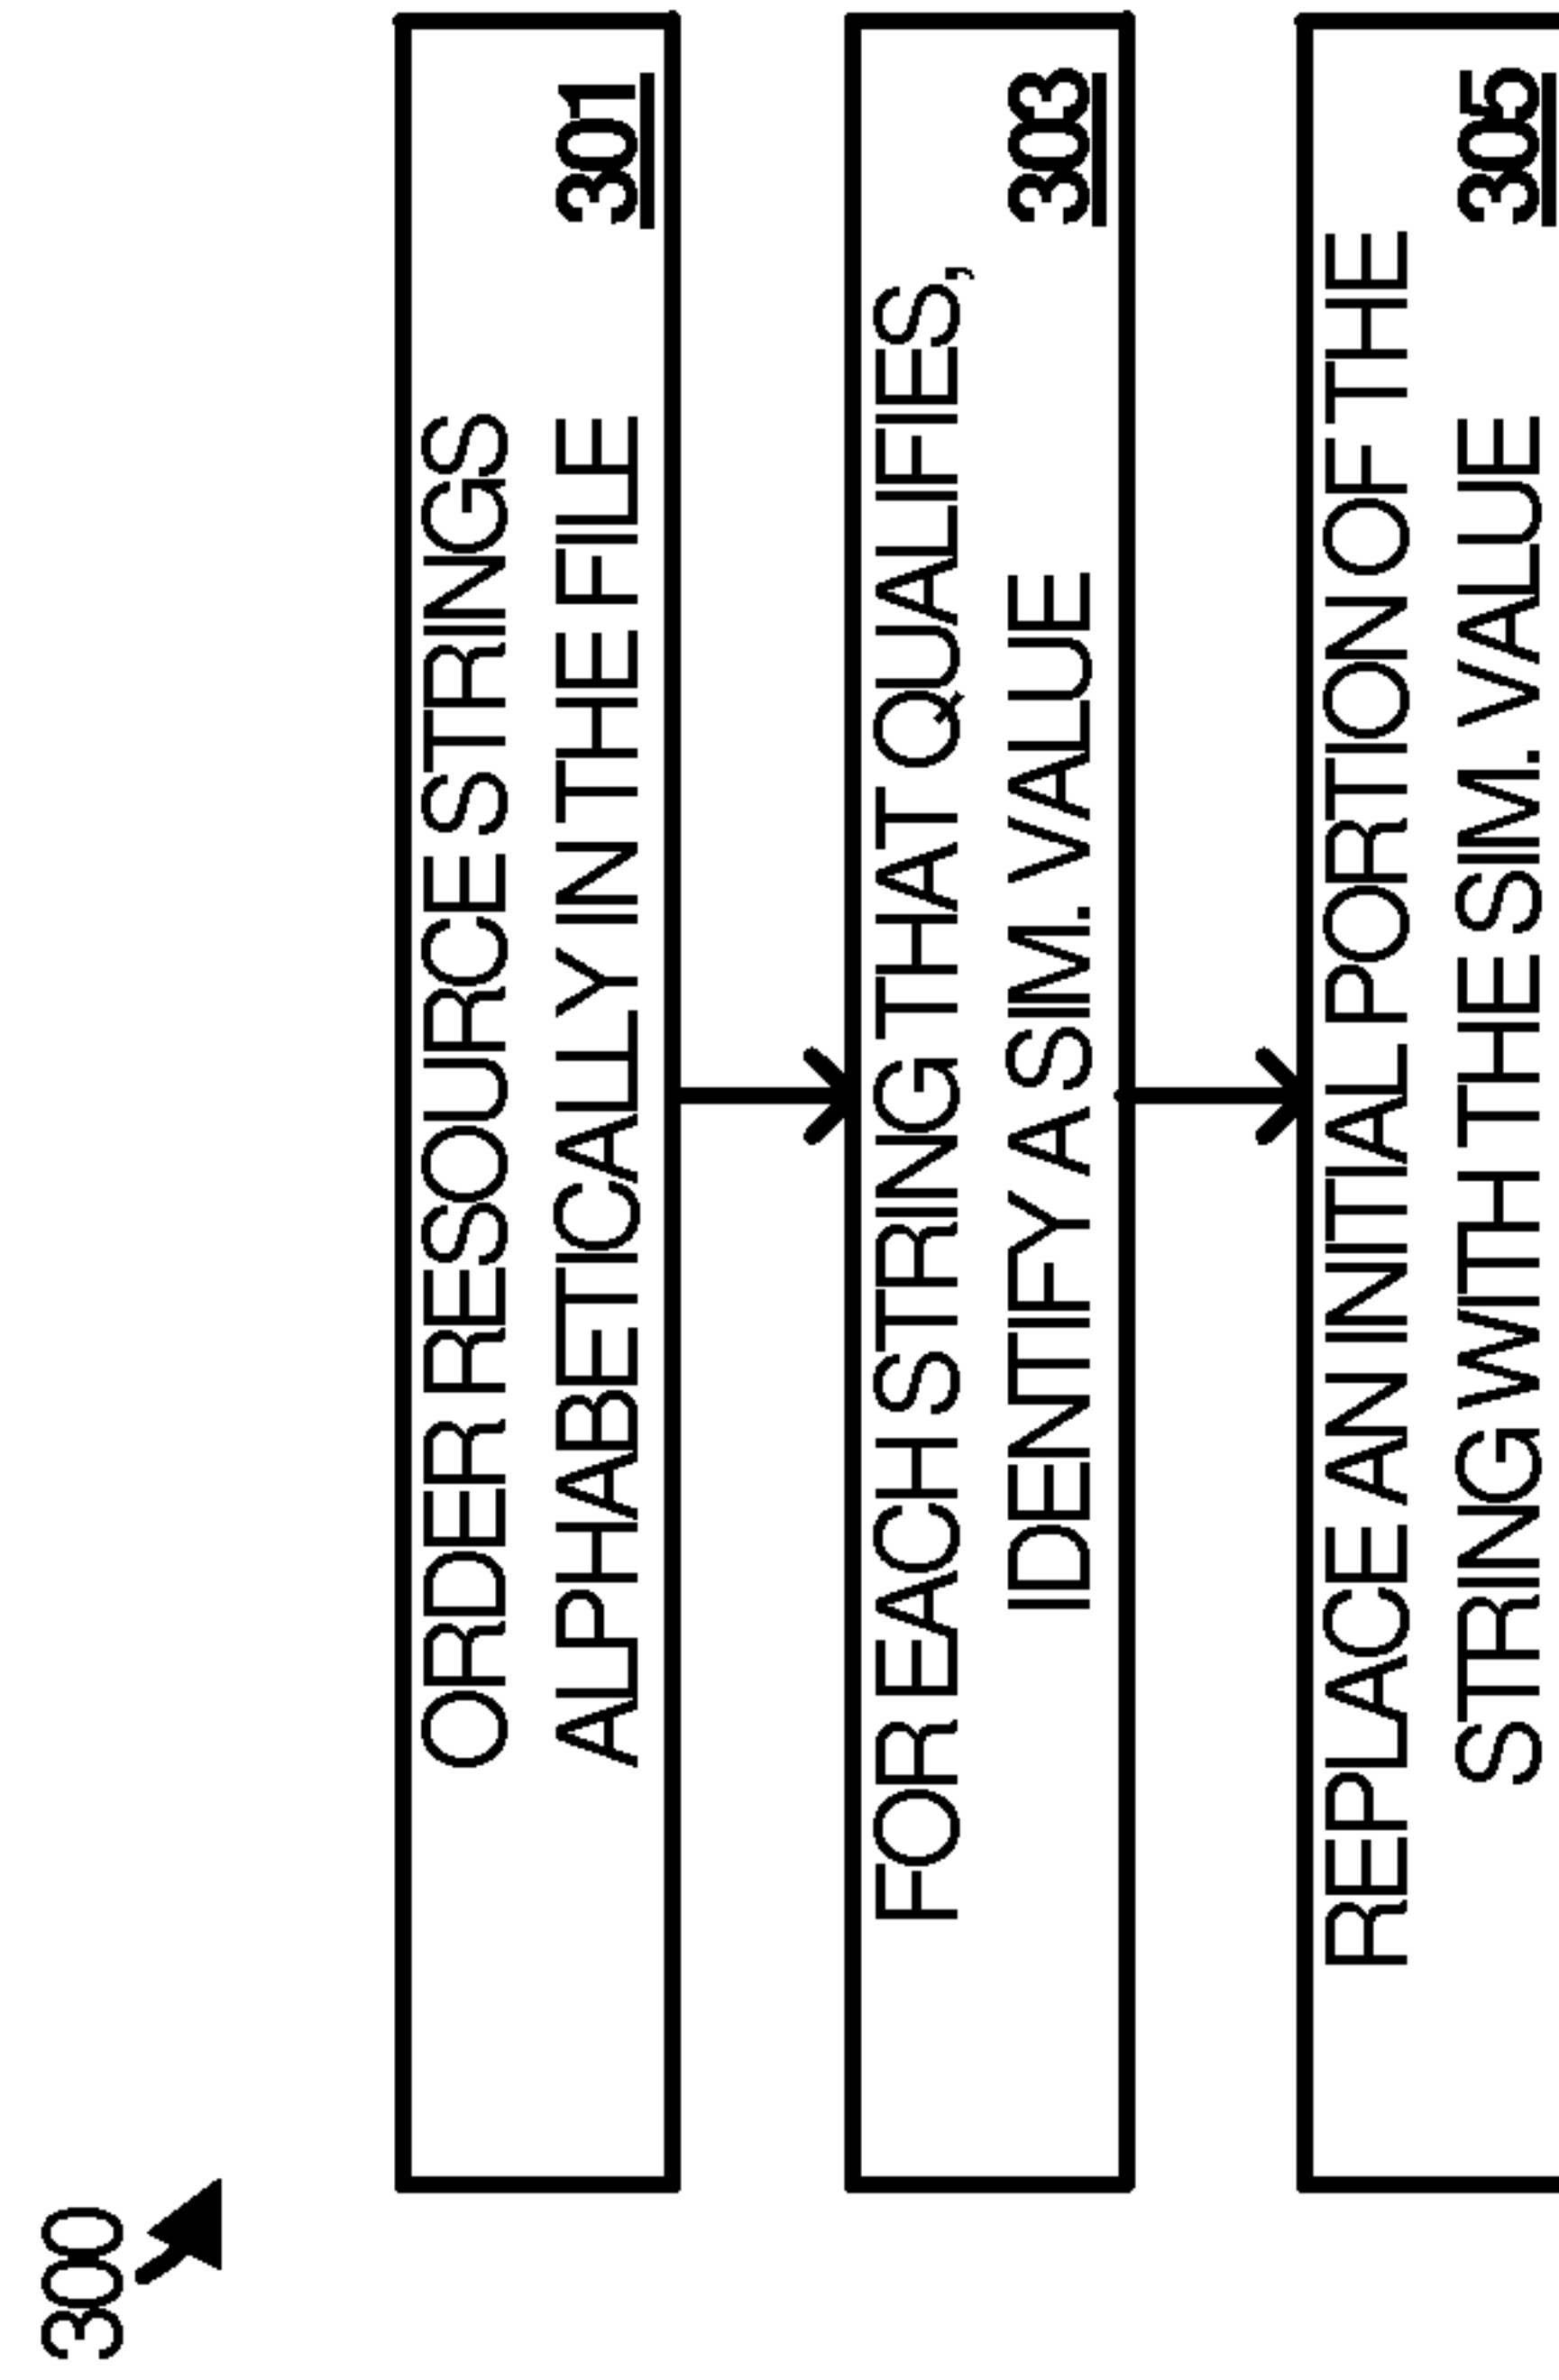 300
ORDER RESOURCE STRINGS
ALPHABETICALLY IN THE FILE 301
FOR EACH STRING THAT QUALIFIES,
IDENTIFY A SIM. VALUE 303
REPLACE AN INITIAL PORTION OF THE
STRING WITH THE SIM. VALUE 305